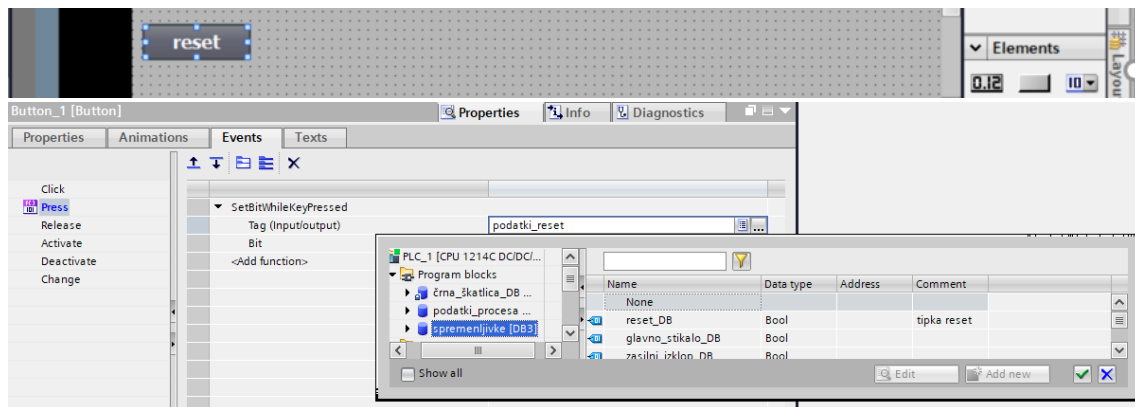 reset
Elements
Layou
0.12
10
Button_1 [Button]
Properties Info Diagnostics
Properties Animations Events Texts
Click
Press
Release
Activate
Deactivate
Change
SetBitWhileKeyPressed
Tag (Input/output) podatki_reset ...
Bit
<Add function>
PLC_1 [CPU 1214C DC/DC/...
Program blocks
črna_škatlica_DB ...
podatki_procesa ...
spremenljivke [DB3]
Name Data type Address Comment
None
reset_DB Bool tipka reset
glavno_stikalo_DB Bool
zasilni_izklop_DB Bool
Show all
Edit Add new